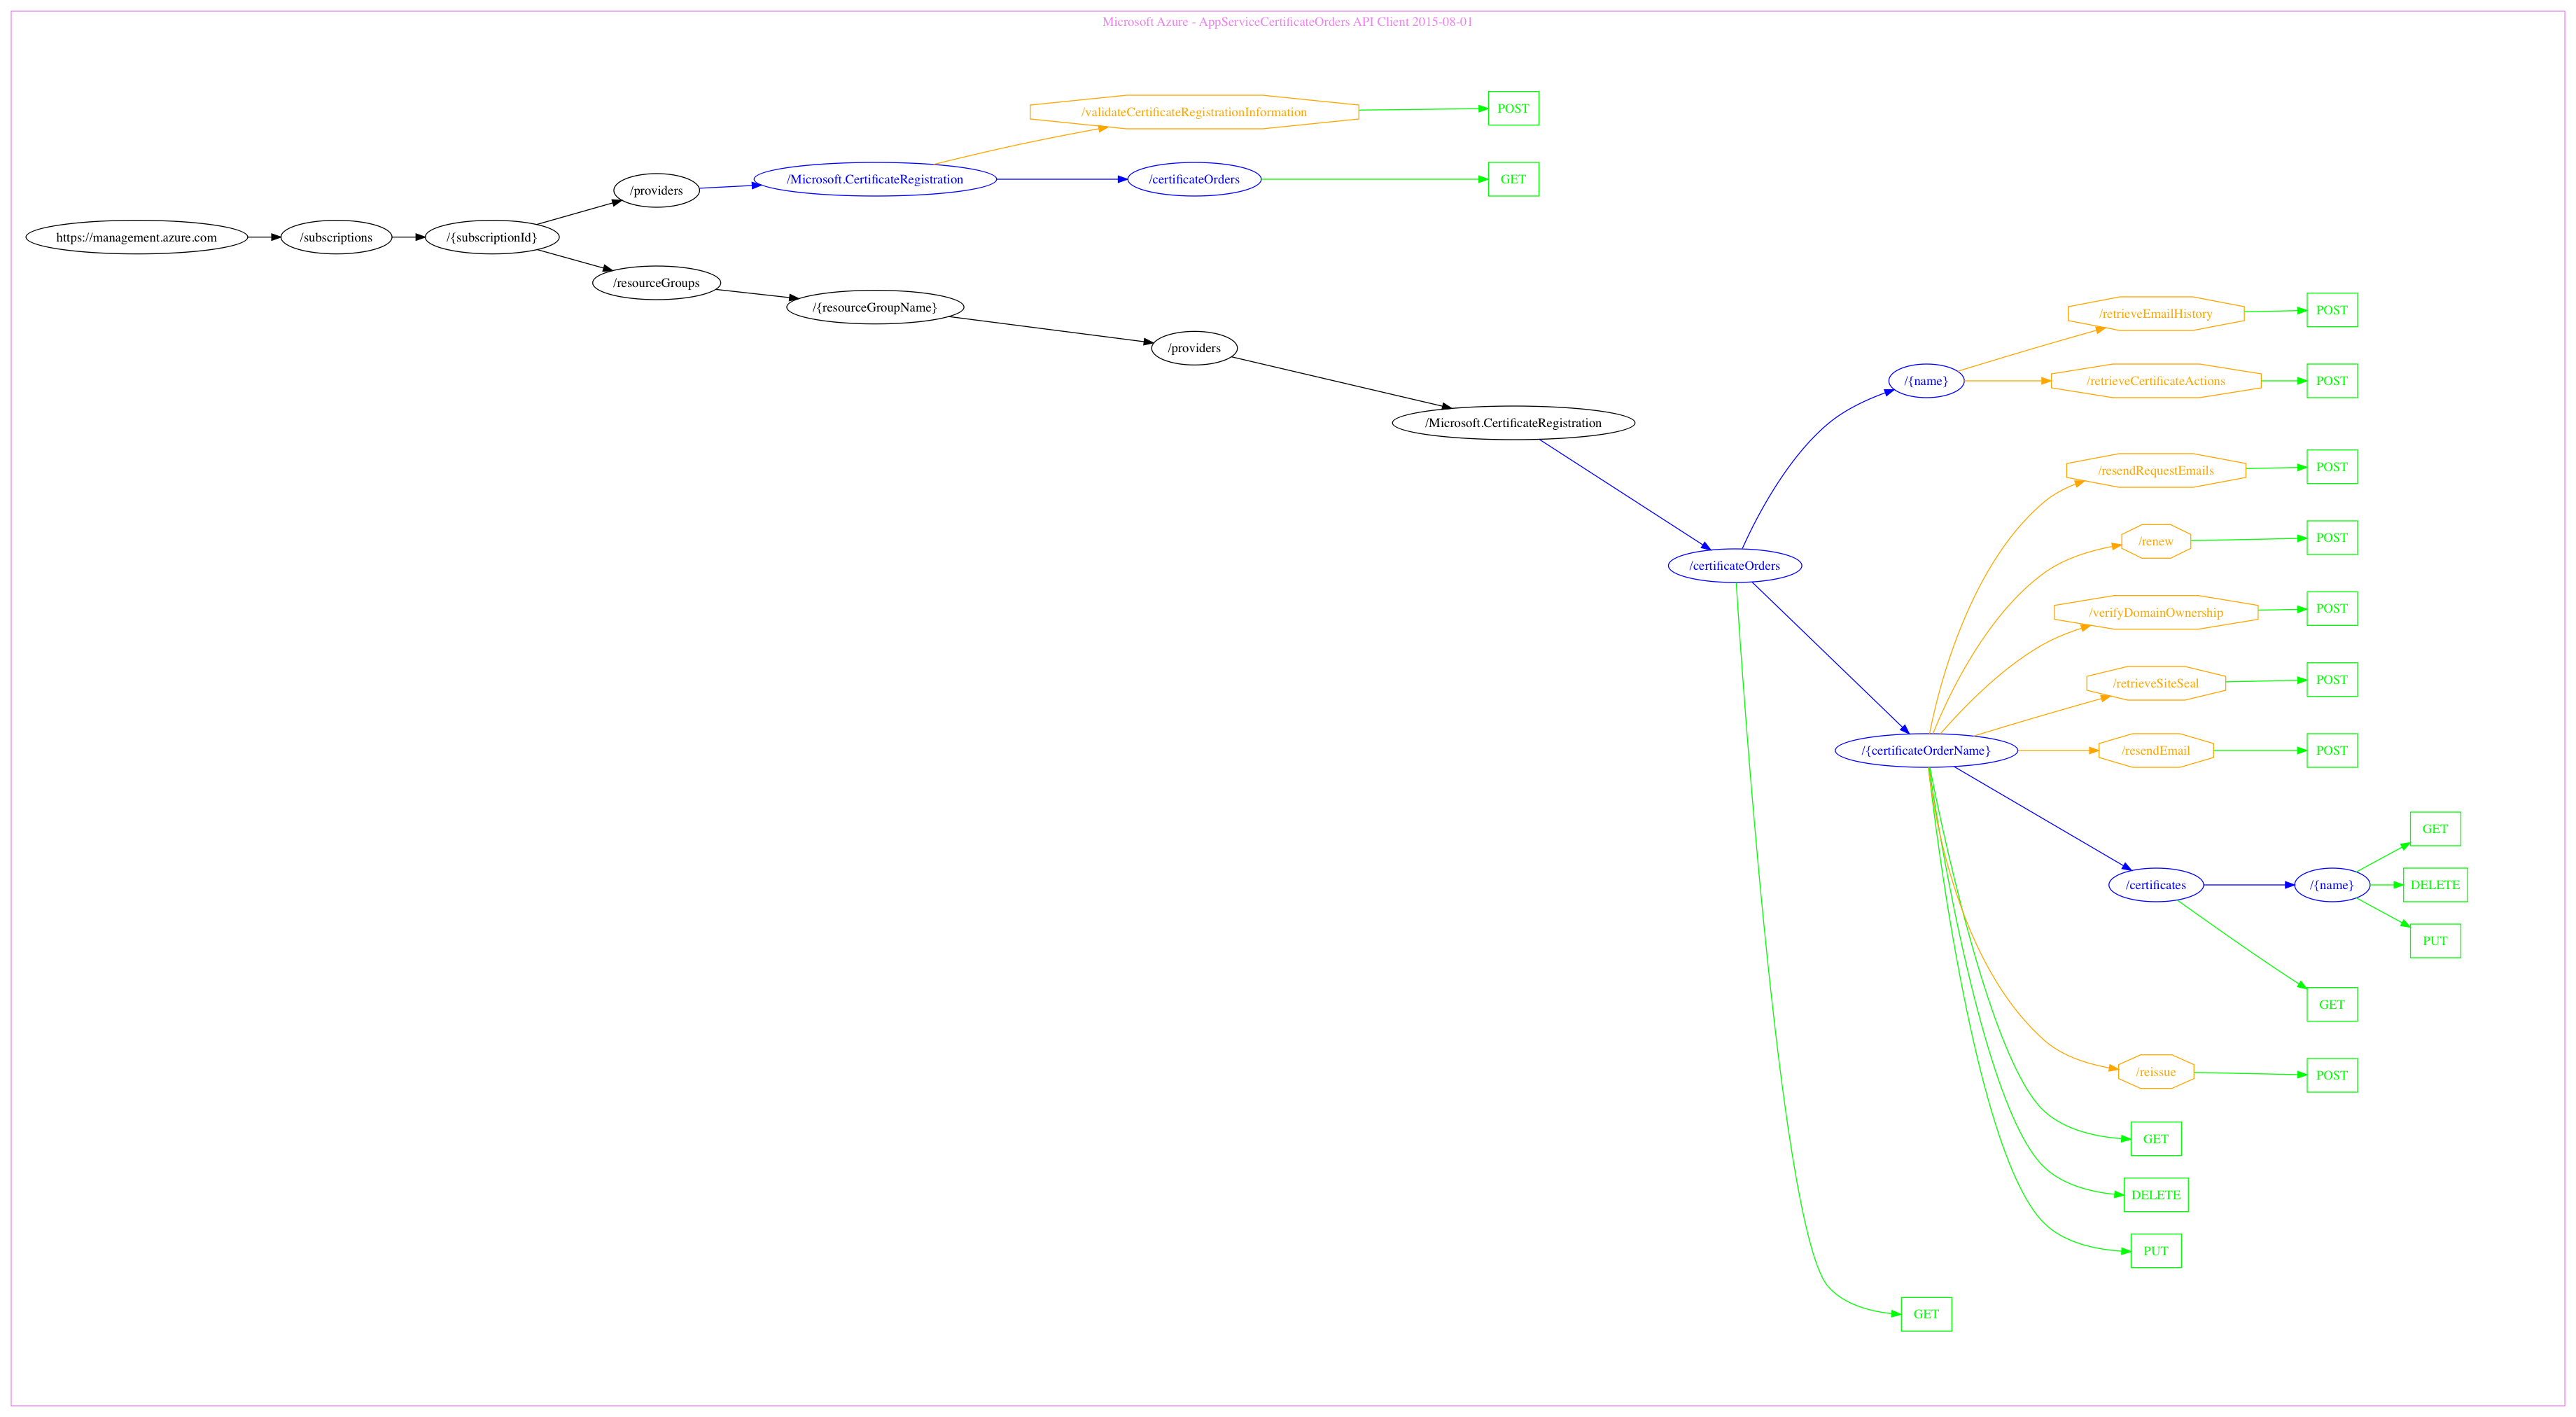 Microsoft Azure - AppServiceCertificateOrders API Client 2015-08-01
/validateCertificateRegistrationInformation
POST
/providers
/Microsoft.CertificateRegistration
/certificateOrders
GET
https://management.azure.com
/subscriptions
/{subscriptionId}
/resourceGroups
/{resourceGroupName}
/providers
/Microsoft.CertificateRegistration
/retrieveEmailHistory
POST
/{name}
/retrieveCertificateActions
POST
/resendRequestEmails
POST
/renew
POST
/certificateOrders
/verifyDomainOwnership
POST
/retrieveSiteSeal
POST
/{certificateOrderName}
/resendEmail
POST
GET
/certificates
/{name}
DELETE
PUT
GET
/reissue
POST
GET
DELETE
PUT
GET